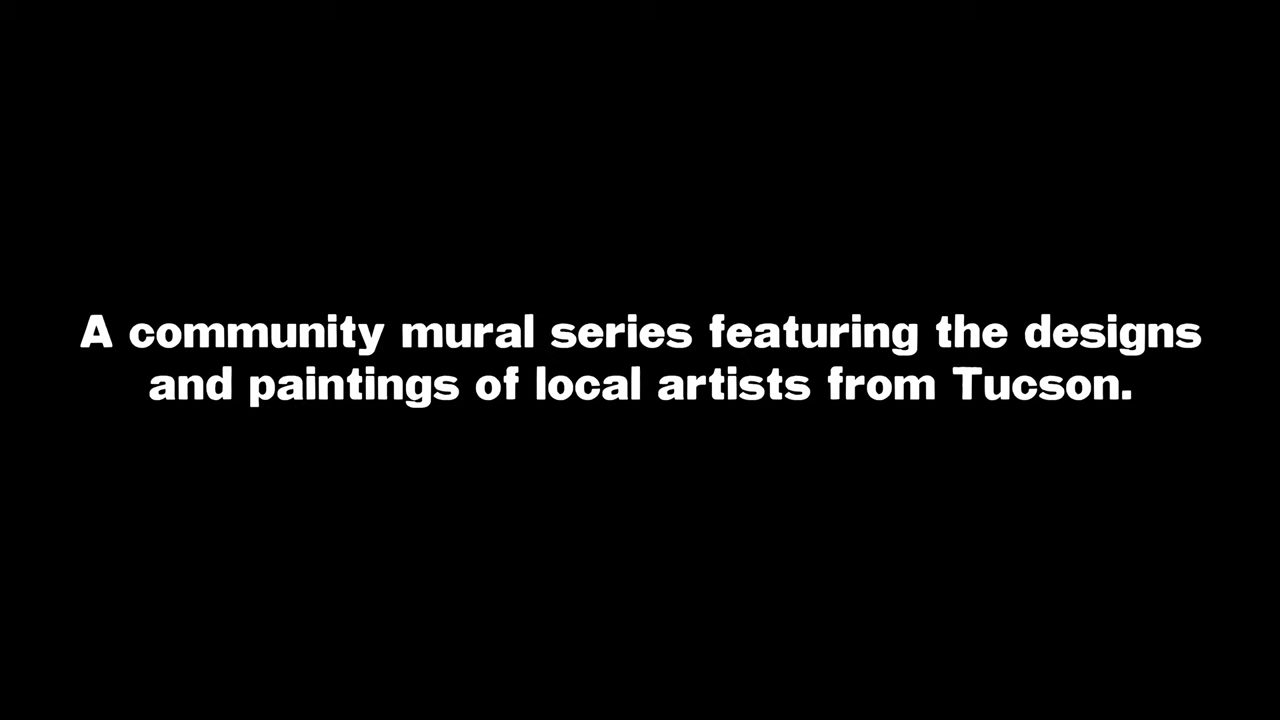 A community mural series featuring the designs
and paintings of local artists from Tucson.